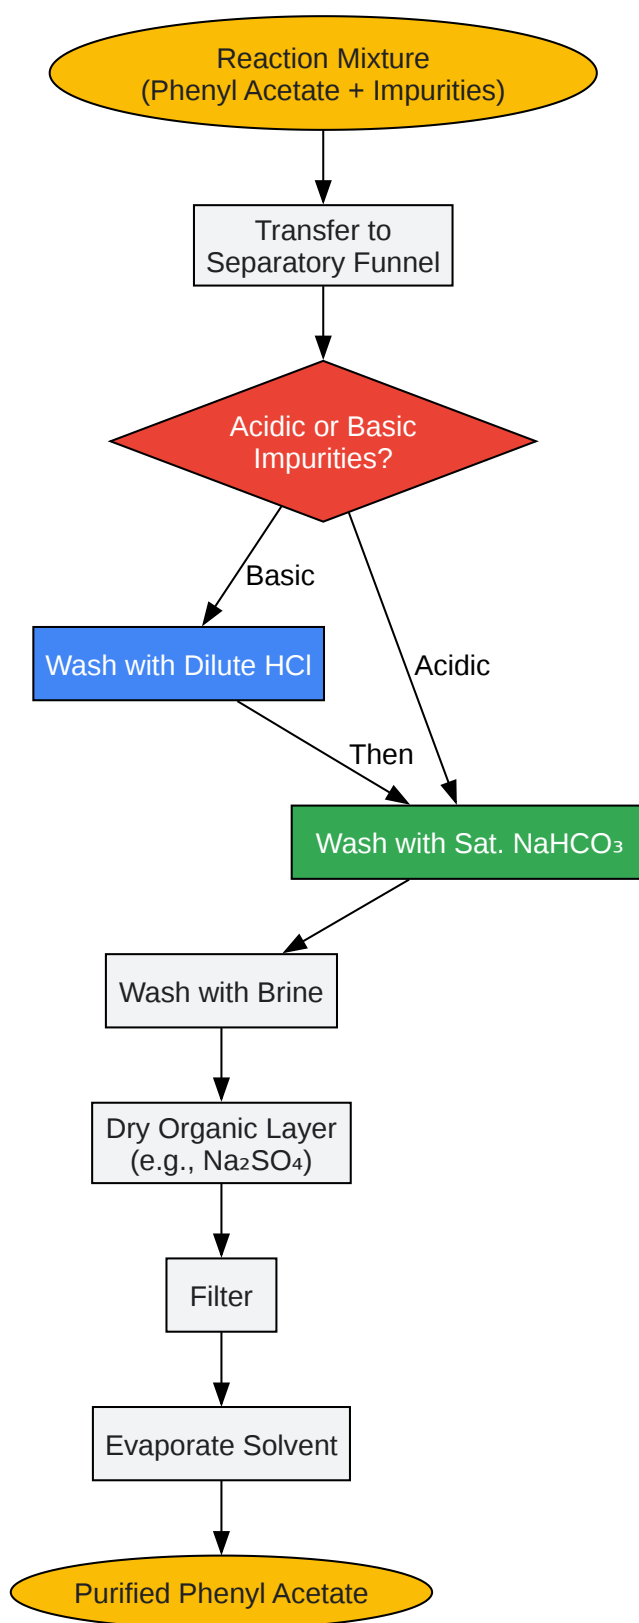 Reaction Mixture
(Phenyl Acetate + Impurities)
Transfer to
Separatory Funnel
Acidic or Basic
Impurities?
Basic
Wash with Dilute HCl
Acidic
Then
Wash with Sat. NaHCO₃
Wash with Brine
Dry Organic Layer
(e.g., Na₂SO₄)
Filter
Evaporate Solvent
Purified Phenyl Acetate